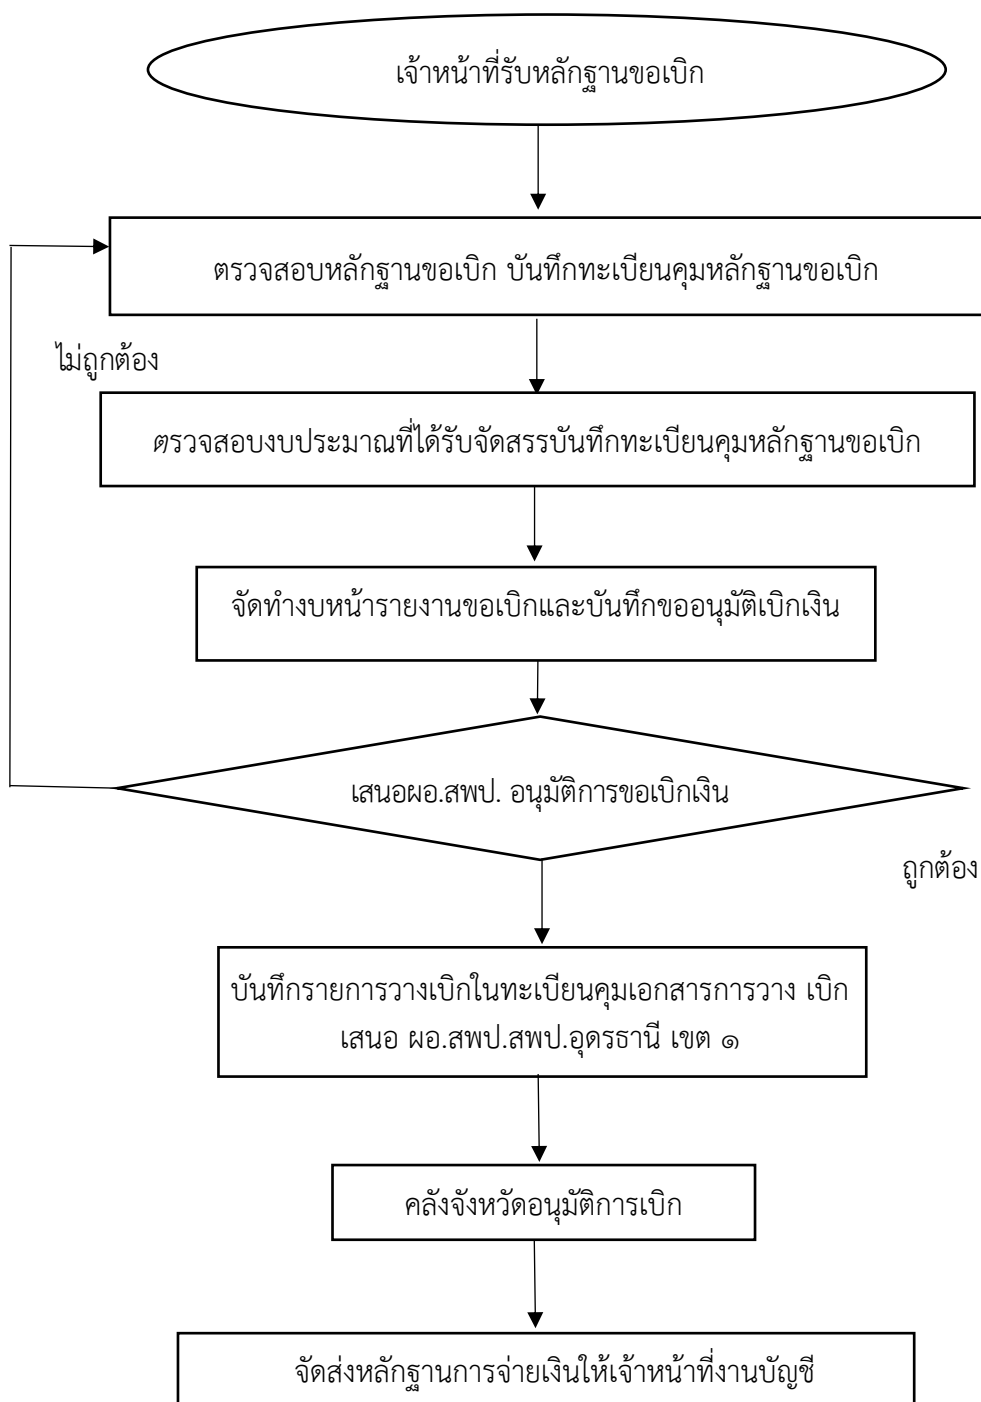 เจ้าหน้าที่รับหลักฐานขอเบิก
ตรวจสอบหลักฐานขอเบิก บันทึกทะเบียนคุมหลักฐานขอเบิก
ไม่ถูกต้อง
ตรวจสอบงบประมาณที่ได้รับจัดสรรบันทึกทะเบียนคุมหลักฐานขอเบิก
จัดทำงบหน้ารายงานขอเบิกและบันทึกขออนุมัติเบิกเงิน
เสนอผอ.สพป. อนุมัติการขอเบิกเงิน
ถูกต้อง
บันทึกรายการวางเบิกในทะเบียนคุมเอกสารการวาง เบิก
เสนอ ผอ.สพป.สพป.อุดรธานี เขต ๑
คลังจังหวัดอนุมัติการเบิก
จัดส่งหลักฐานการจ่ายเงินให้เจ้าหน้าที่งานบัญชี